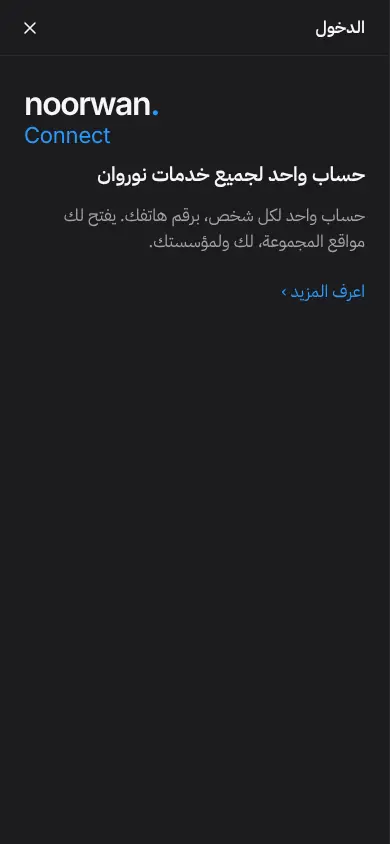 الدخول
noorwan.
Connect
حساب واحد لجميع خدمات نوروان
حساب واحد لكل شخص، برقم هاتفك. يفتح لك
مواقع المجموعة، لك ولمؤسستك.
اعرف المزيد ›